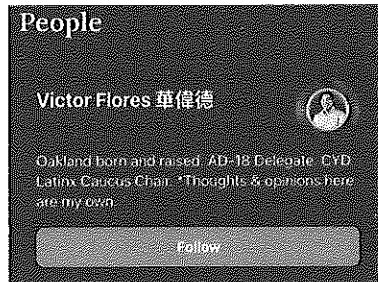 People
Victor Flores 華偉德
Oakland born and raised. AD-18 Delegate. CYD
Latinx Caucus Chair. *Thoughts & opinions here
are my own.
Follow